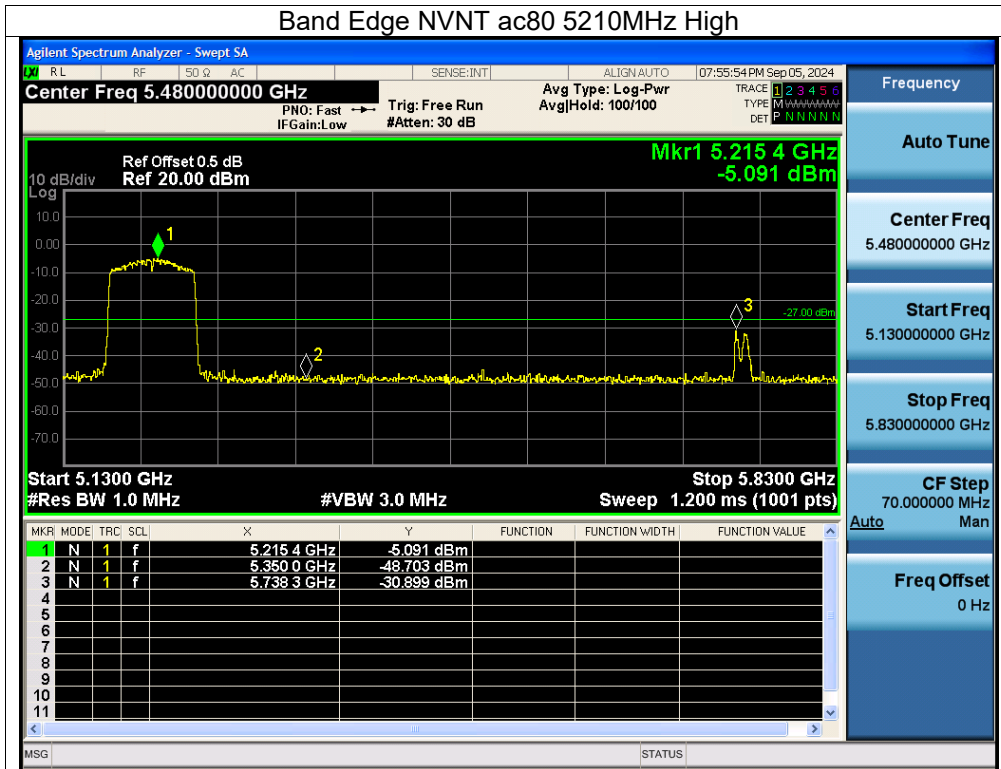 Band Edge NVNT ac80 5210MHz High
Agilent Spectrum Analyzer - Swept SA
LXI RL RF 50 Ω AC SENSE:INT ALIGN AUTO 07:55:54 PM Sep 05, 2024
Center Freq 5.480000000 GHz
PNO: Fast
IFGain:Low
Trig: Free Run
#Atten: 30 dB
Avg Type: Log-Pwr
Avg|Hold: 100/100
TRACE 1 2 3 4 5 6
TYPE M
DET P N N N N N
Mkr1 5.215 4 GHz
-5.091 dBm
Ref Offset 0.5 dB
10 dB/div Ref 20.00 dBm
Log
10.0
0.00
-10.0
-20.0
-30.0
-40.0
-50.0
-60.0
-70.0
1
2
3
-27.00 dBm
Start 5.1300 GHz Stop 5.8300 GHz
#Res BW 1.0 MHz #VBW 3.0 MHz Sweep 1.200 ms (1001 pts)
MKR MODE TRC SCL X Y FUNCTION FUNCTION WIDTH FUNCTION VALUE
1 N 1 f 5.215 4 GHz -5.091 dBm
2 N 1 f 5.350 0 GHz -48.703 dBm
3 N 1 f 5.738 3 GHz -30.899 dBm
4
5
6
7
8
9
10
11
MSG STATUS
Frequency
Auto Tune
Center Freq
5.480000000 GHz
Start Freq
5.130000000 GHz
Stop Freq
5.830000000 GHz
CF Step
70.000000 MHz
Auto Man
Freq Offset
0 Hz